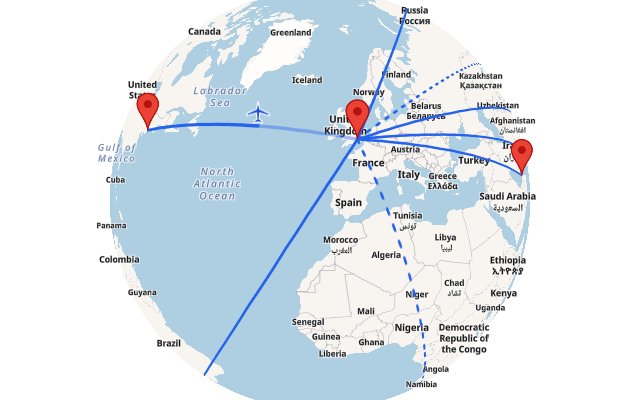 Russia
Россия
Canada
Greenland
Finland
Kazakhstan
Қазақстан
Iceland
United
Labrador
Sea
Norway
Belarus
Беларусь
Uzbekistan
Kingdom
Afghanistan
افغانستان
Gulf of
Mexico
Austria
France
Turkey
North
Atlantic
Ocean
Cuba
Italy
Greece
Ελλάδα
Spain
Saudi Arabia
السعودية
Panama
Tunisia
تونس
Morocco
المغرب
Libya
ليبيا
Algeria
Colombia
Ethiopia
ኢትዮጵያ
Chad
تشاد
Guyana
Niger
Kenya
Uganda
Mali
Senegal
Guinea
Nigeria
Democratic
Republic of
the Congo
Brazil
Ghana
Liberia
Angola
Namibia